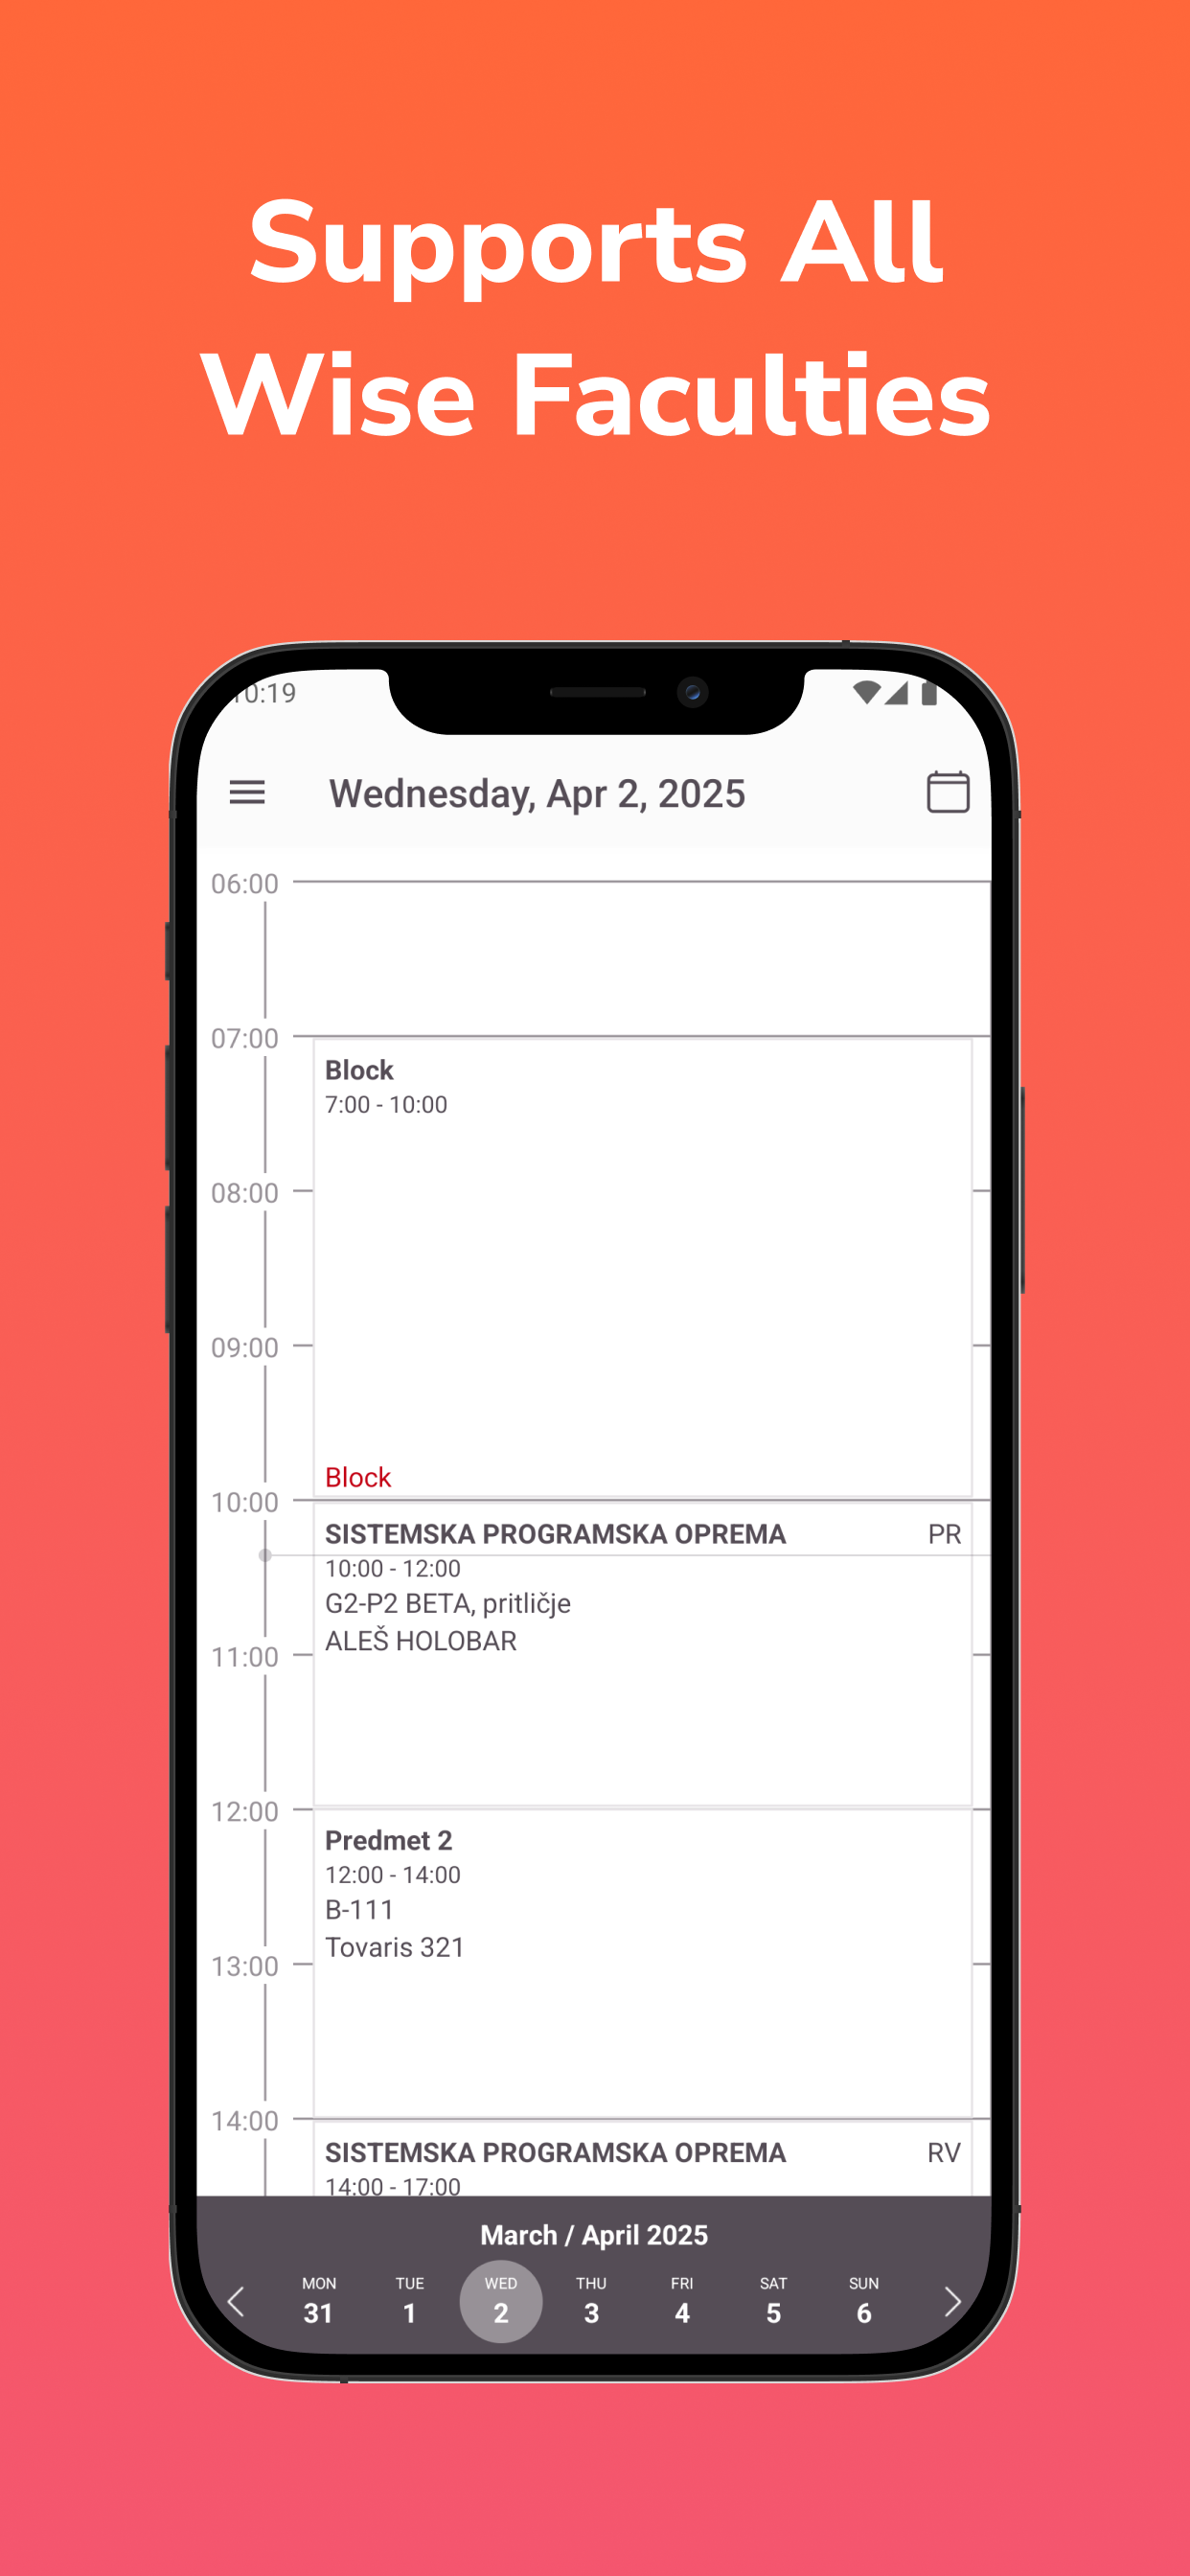 Supports All
Wise Faculties
10:19
Wednesday, Apr 2, 2025
06:00
07:00
Block
7:00 - 10:00
08:00
09:00
Block
10:00
SISTEMSKA PROGRAMSKA OPREMA PR
10:00 - 12:00
G2-P2 BETA, pritličje
ALEŠ HOLOBAR
11:00
12:00
Predmet 2
12:00 - 14:00
B-111
Tovaris 321
13:00
14:00
SISTEMSKA PROGRAMSKA OPREMA RV
14:00 - 17:00
March / April 2025
MON TUE WED THU FRI SAT SUN
31 1 2 3 4 5 6